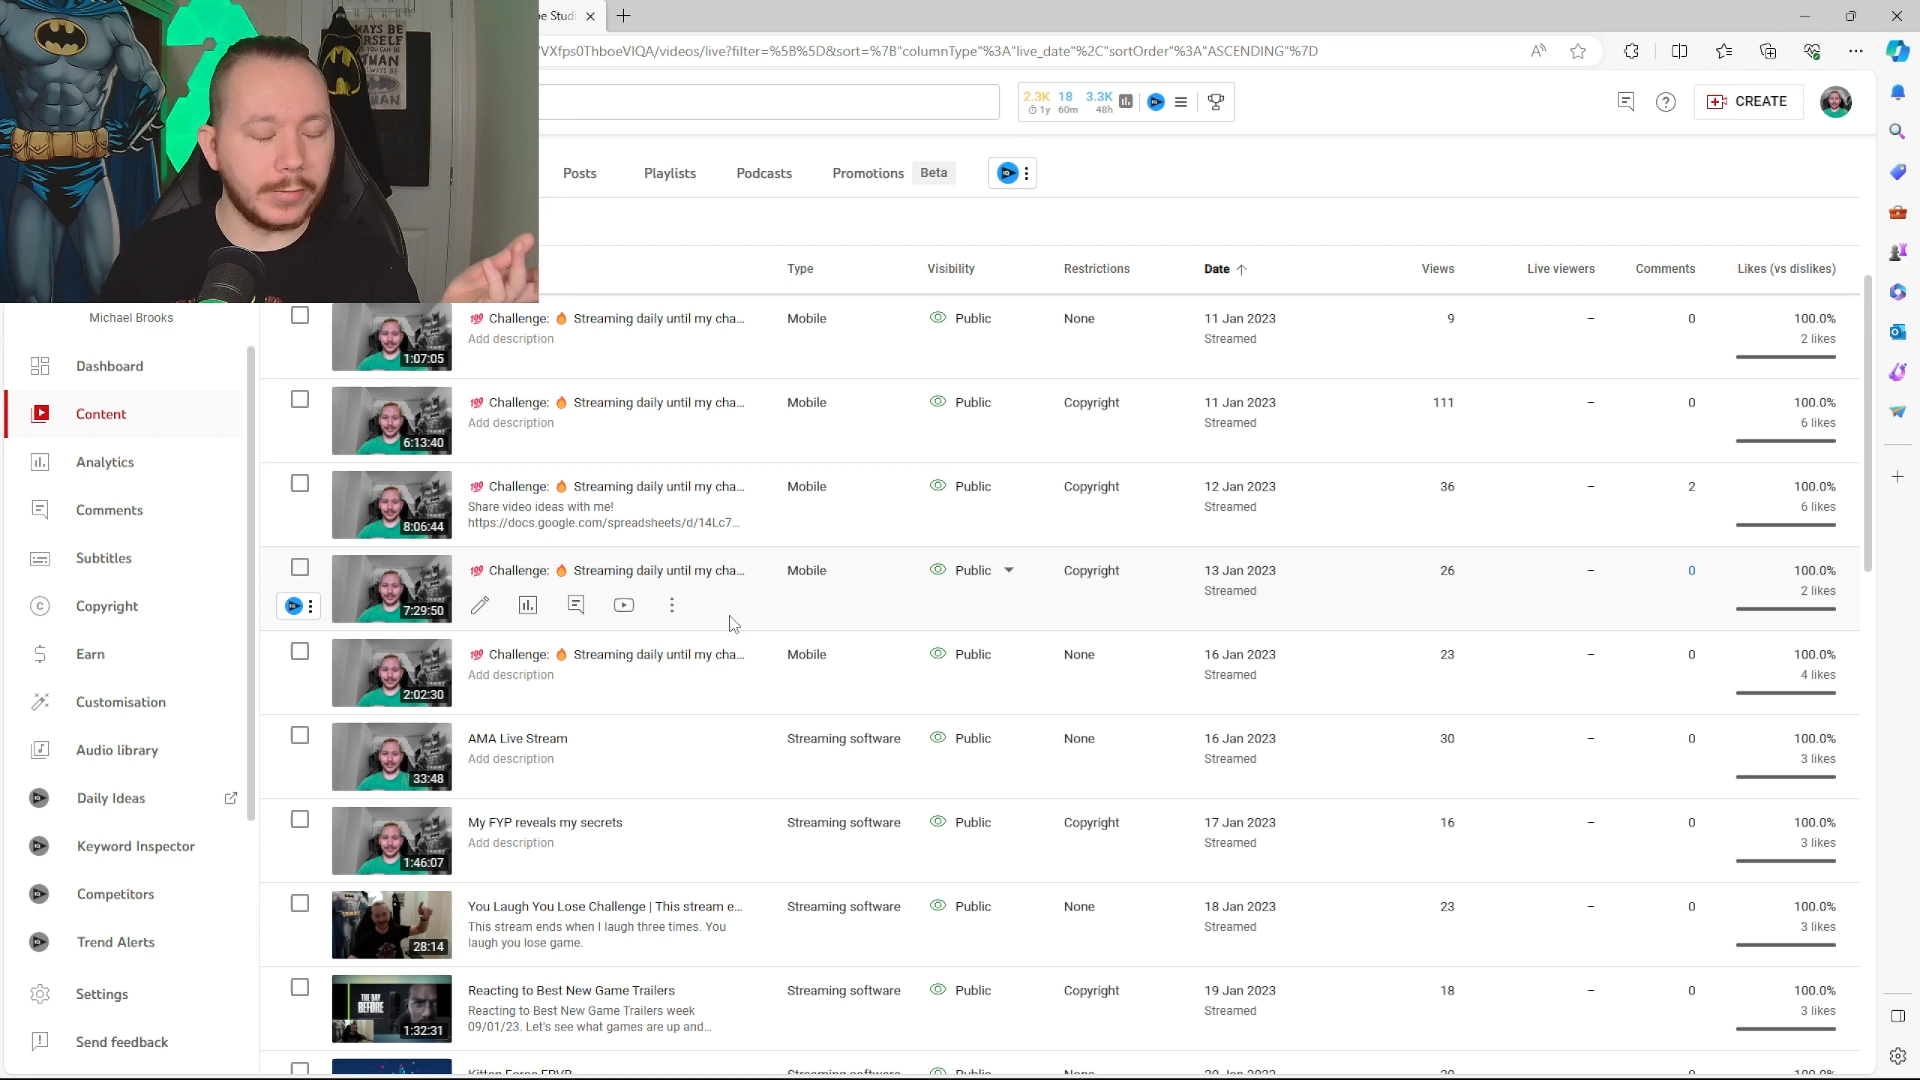 be Studi
/VXfps0ThboeVIQA/videos/live?filter=%5B%5D&sort=%7B"columnType"%3A"live_date"%2C"sortOrder"%3A"ASCENDING"%7D
ALWAYS BE
YOU CAN BE
ALWAYS BE
2.3K 18 3.3K
1y 60m 48h
CREATE
Posts Playlists Podcasts Promotions Beta
Type Visibility Restrictions Date Views Live viewers Comments Likes (vs dislikes)
Michael Brooks
Dashboard
Content
Analytics
Comments
Subtitles
Copyright
Earn
Customisation
Audio library
Daily Ideas
Keyword Inspector
Competitors
Trend Alerts
Settings
Send feedback
💯 Challenge: 🔥 Streaming daily until my cha... Mobile Public None 11 Jan 2023 9 – 0 100.0%
1:07:05 Add description Streamed 2 likes
💯 Challenge: 🔥 Streaming daily until my cha... Mobile Public Copyright 11 Jan 2023 111 – 0 100.0%
6:13:40 Add description Streamed 6 likes
💯 Challenge: 🔥 Streaming daily until my cha... Mobile Public Copyright 12 Jan 2023 36 – 2 100.0%
Share video ideas with me! Streamed 6 likes
8:06:44 https://docs.google.com/spreadsheets/d/14Lc7...
💯 Challenge: 🔥 Streaming daily until my cha... Mobile Public Copyright 13 Jan 2023 26 – 0 100.0%
7:29:50 Streamed 2 likes
💯 Challenge: 🔥 Streaming daily until my cha... Mobile Public None 16 Jan 2023 23 – 0 100.0%
2:02:30 Add description Streamed 4 likes
AMA Live Stream Streaming software Public None 16 Jan 2023 30 – 0 100.0%
33:48 Add description Streamed 3 likes
My FYP reveals my secrets Streaming software Public Copyright 17 Jan 2023 16 – 0 100.0%
1:46:07 Add description Streamed 3 likes
You Laugh You Lose Challenge | This stream e... Streaming software Public None 18 Jan 2023 23 – 0 100.0%
This stream ends when I laugh three times. You Streamed 3 likes
28:14 laugh you lose game.
Reacting to Best New Game Trailers Streaming software Public Copyright 19 Jan 2023 18 – 0 100.0%
THE DAY BEFORE Reacting to Best New Game Trailers week Streamed 3 likes
1:32:31 09/01/23. Let's see what games are up and...